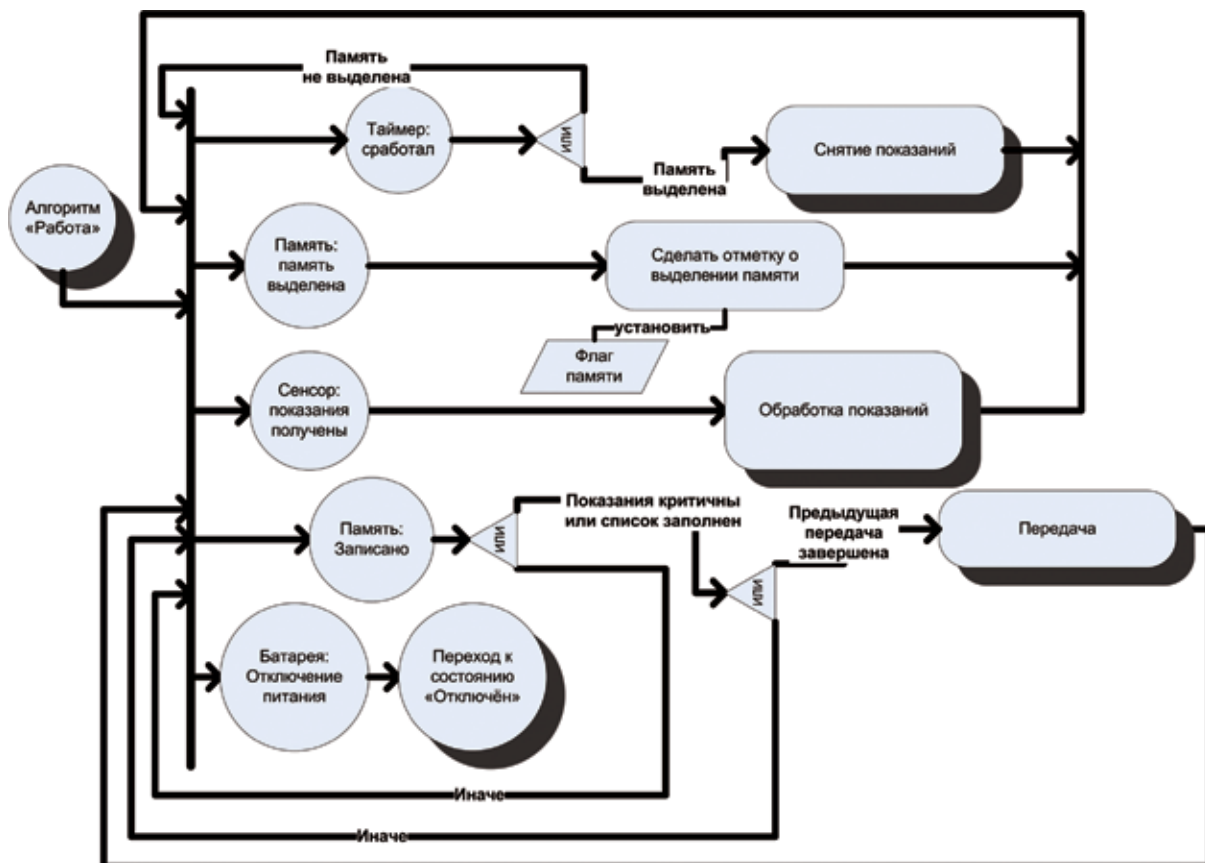 Память
не выделена
Таймер:
сработал
или
Снятие показаний
Память
выделена
Алгоритм
«Работа»
Память:
память
выделена
Сделать отметку о
выделении памяти
установить
Флаг
памяти
Сенсор:
показания
получены
Обработка показаний
Память:
Записано
или
Показания критичны
или список заполнен
Предыдущая
передача
завершена
Передача
или
Батарея:
Отключение
питания
Переход к
состоянию
«Отключён»
Иначе
Иначе